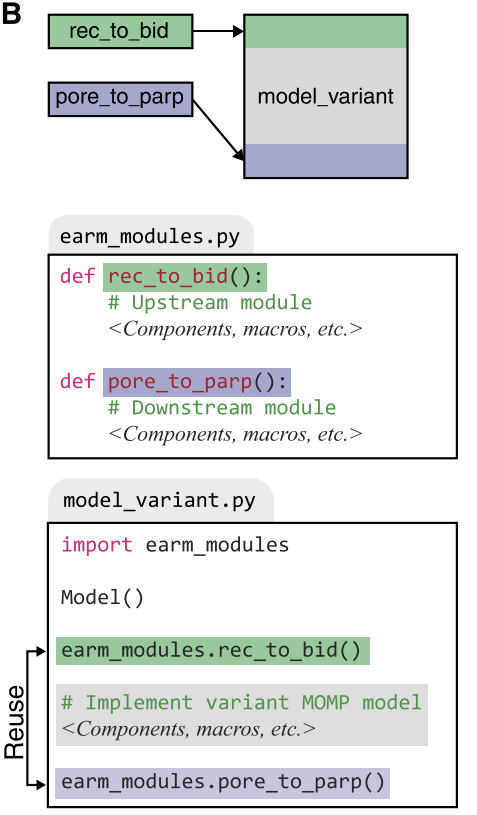 B
rec_to_bid
pore_to_parp
model_variant
earm_modules.py
def rec_to_bid():
# Upstream module
<Components, macros, etc.>
def pore_to_parp():
# Downstream module
<Components, macros, etc.>
model_variant.py
import earm_modules
Model()
earm_modules.rec_to_bid()
# Implement variant MOMP model
<Components, macros, etc.>
earm_modules.pore_to_parp()
Reuse